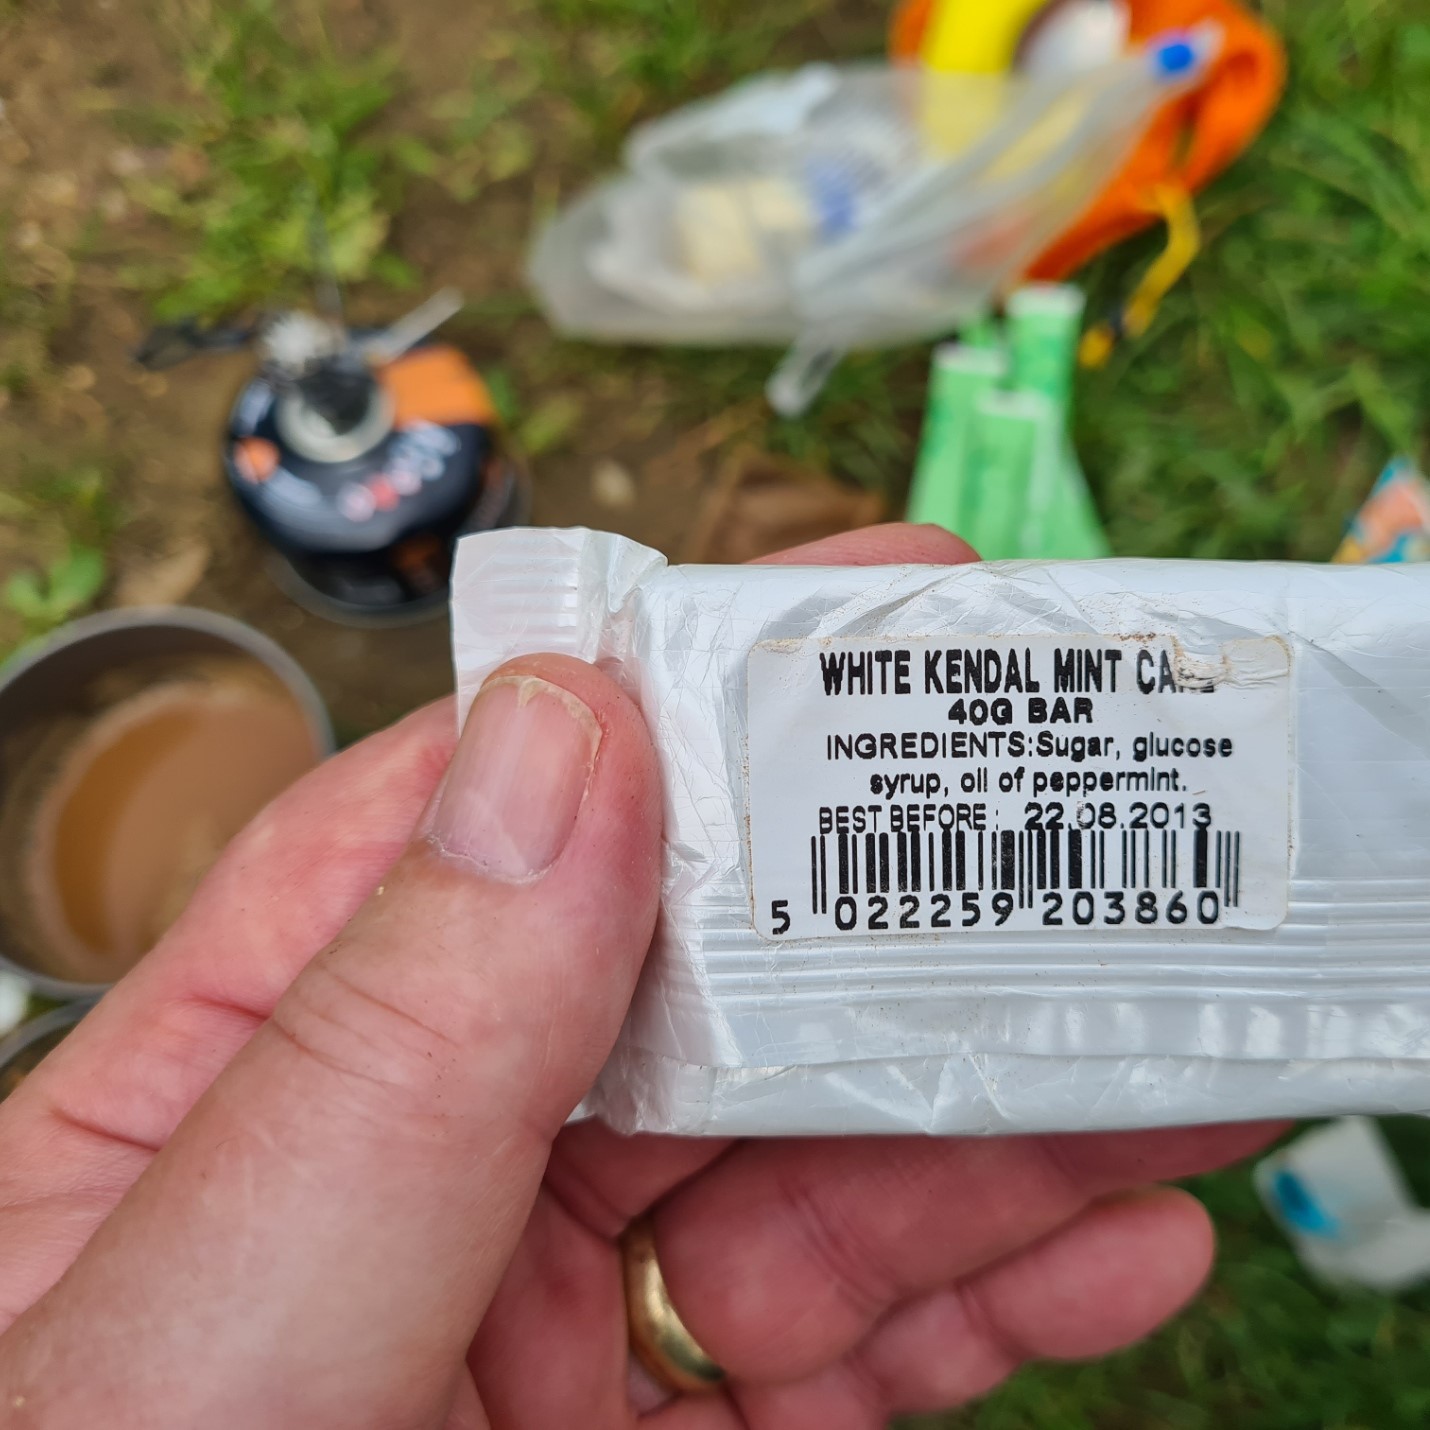 WHITE KENDAL MINT CAKE
40G BAR
INGREDIENTS:Sugar, glucose
syrup, oil of peppermint.
BEST BEFORE: 22.08.2013
5 022259 203860